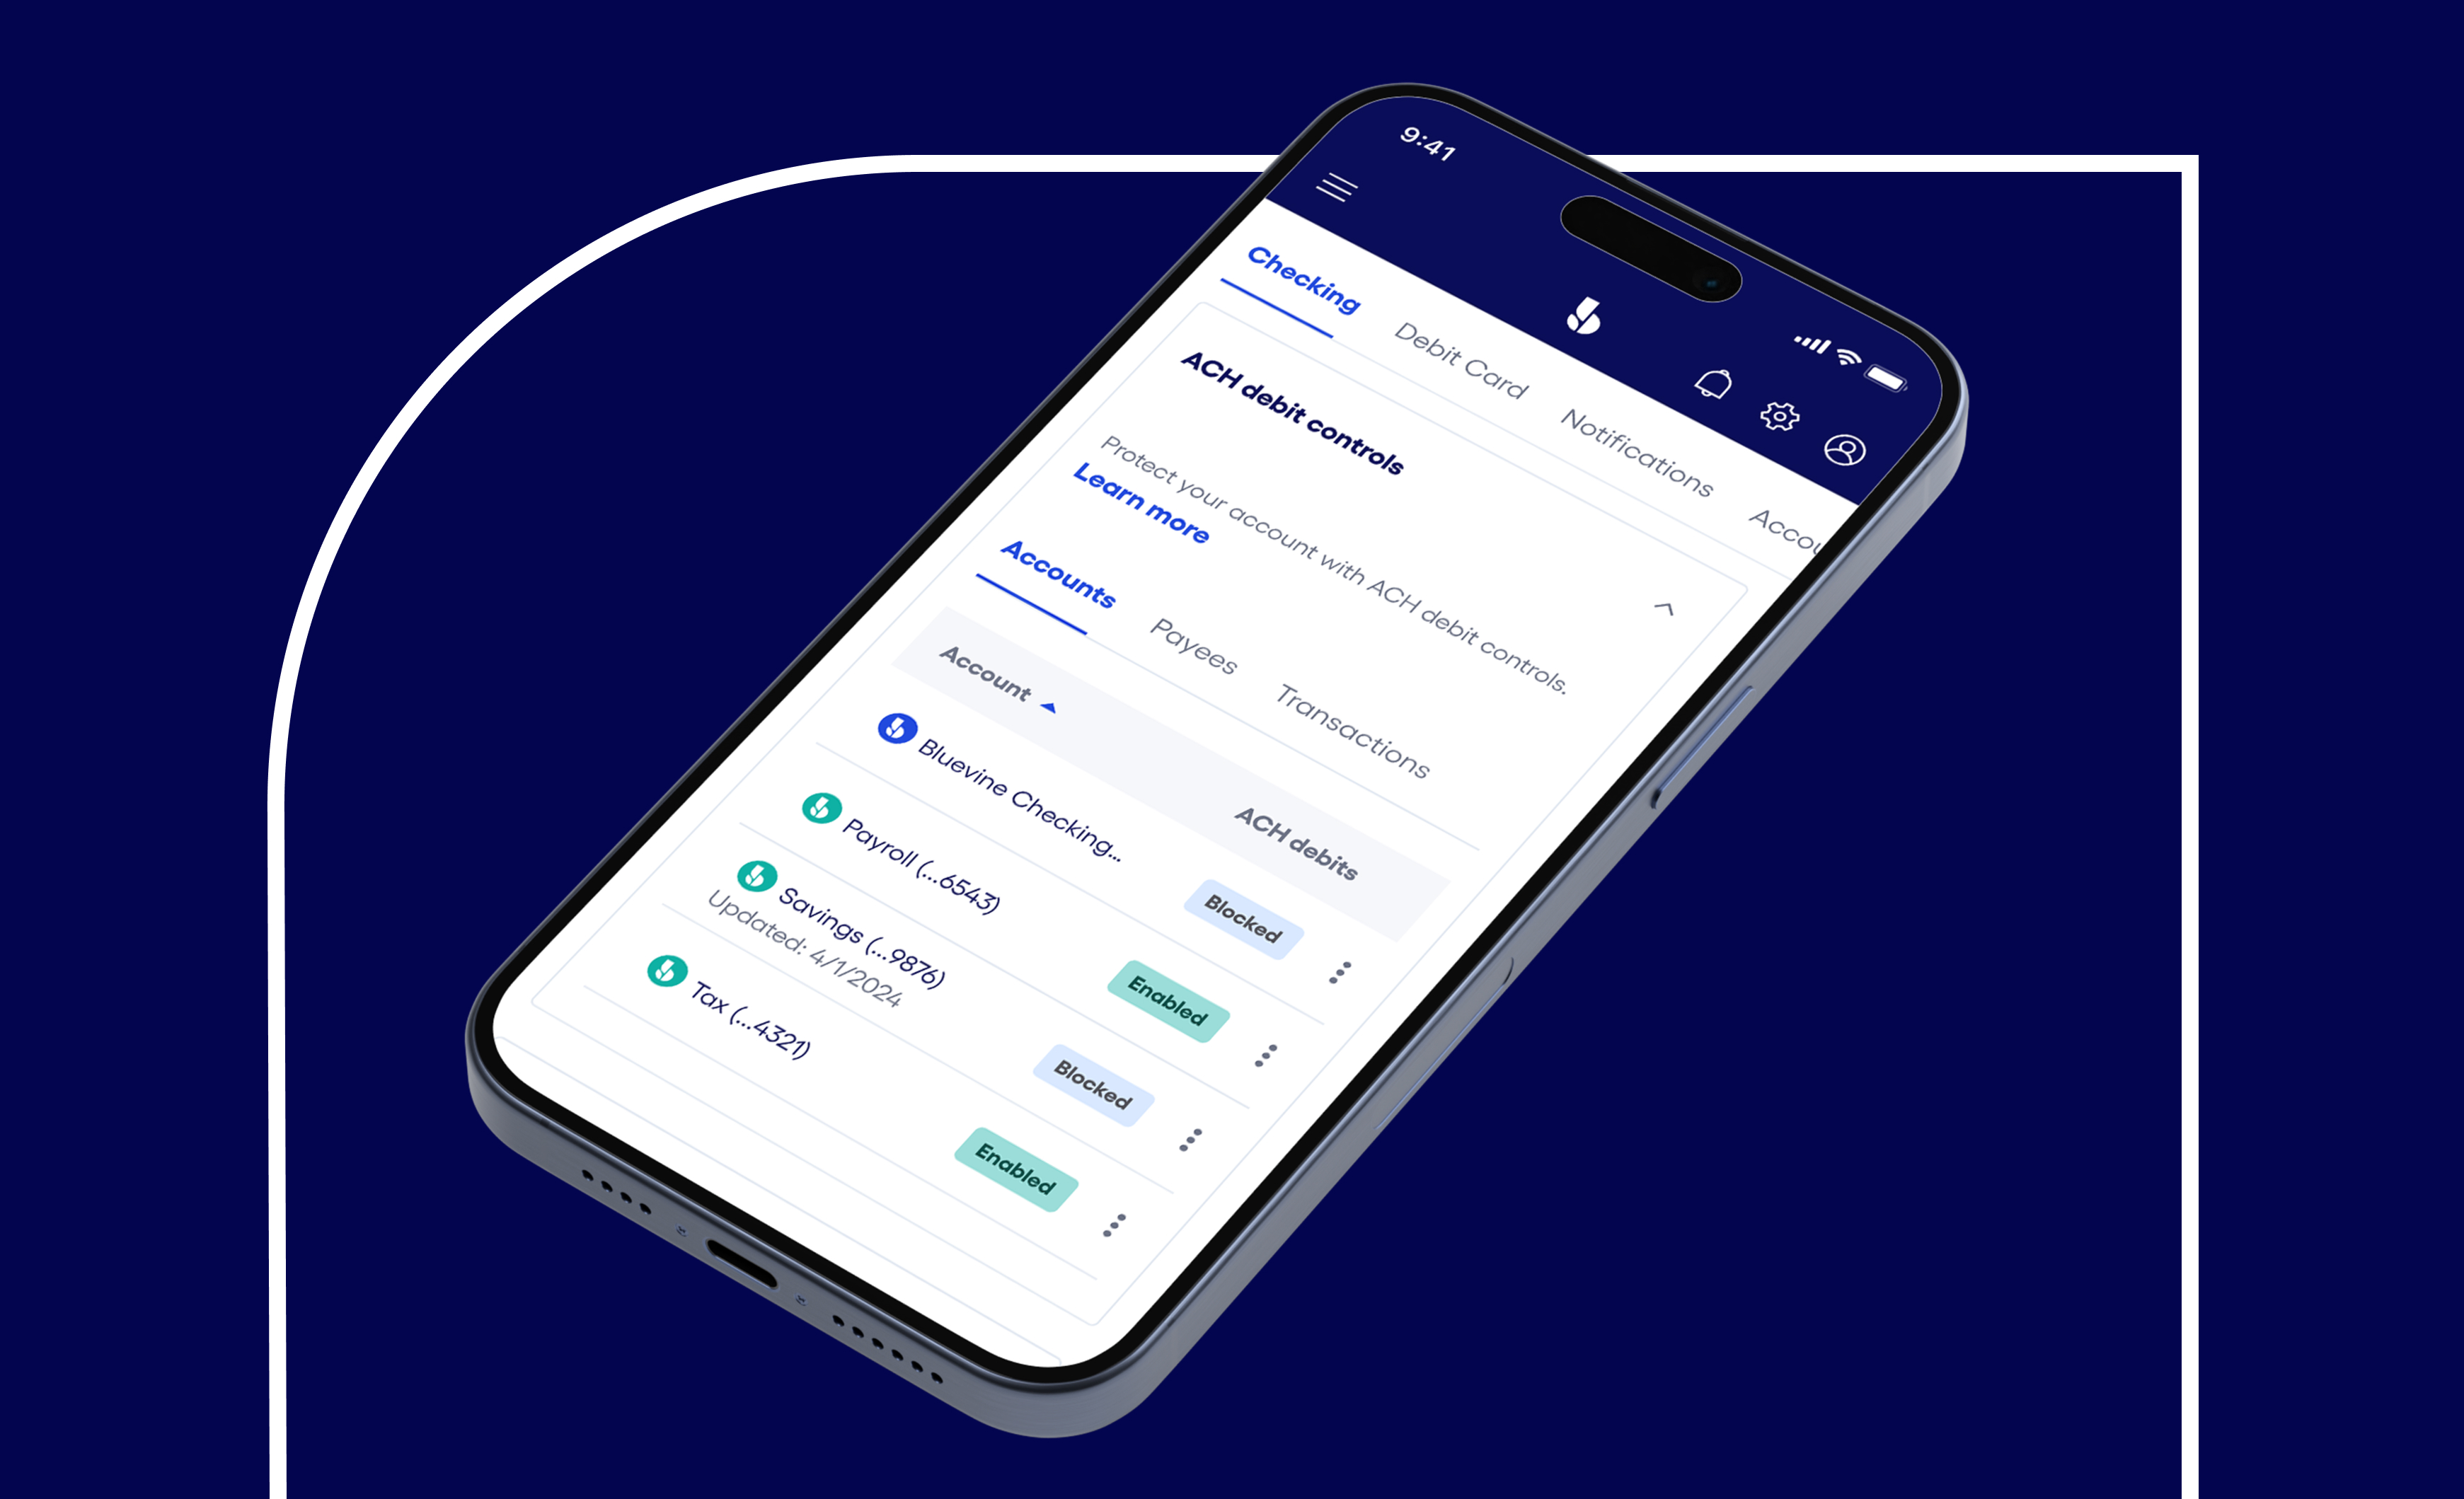 9:41
Checking Debit Card Notifications Accou
ACH debit controls
Protect your account with ACH debit controls.
Learn more
Accounts Payees Transactions
Account ACH debits
Bluevine Checking... Blocked
Payroll (...6543) Enabled
Savings (...9876) Blocked
Updated: 4/1/2024
Tax (...4321) Enabled